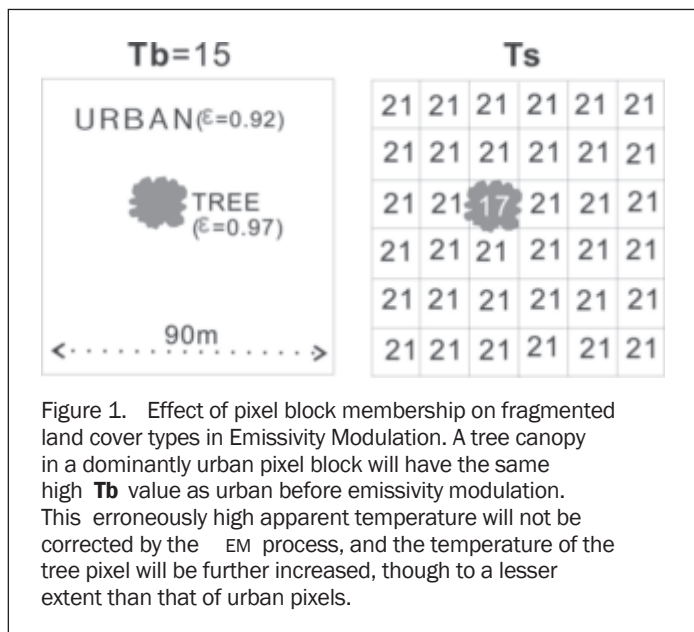 Tb=15
URBAN(ε=0.92)
TREE
(ε=0.97)
90m
Ts
21 21 21 21 21 21
21 21 21 21 21 21
21 21 17 21 21 21
21 21 21 21 21 21
21 21 21 21 21 21
21 21 21 21 21 21
Figure 1. Effect of pixel block membership on fragmented
land cover types in Emissivity Modulation. A tree canopy
in a dominantly urban pixel block will have the same
high Tb value as urban before emissivity modulation.
This erroneously high apparent temperature will not be
corrected by the EM process, and the temperature of the
tree pixel will be further increased, though to a lesser
extent than that of urban pixels.